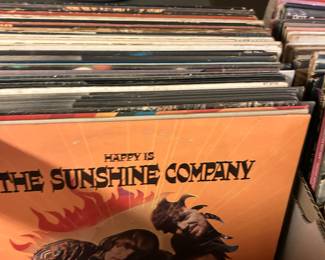 HAPPY IS
THE SUNSHINE COMPANY